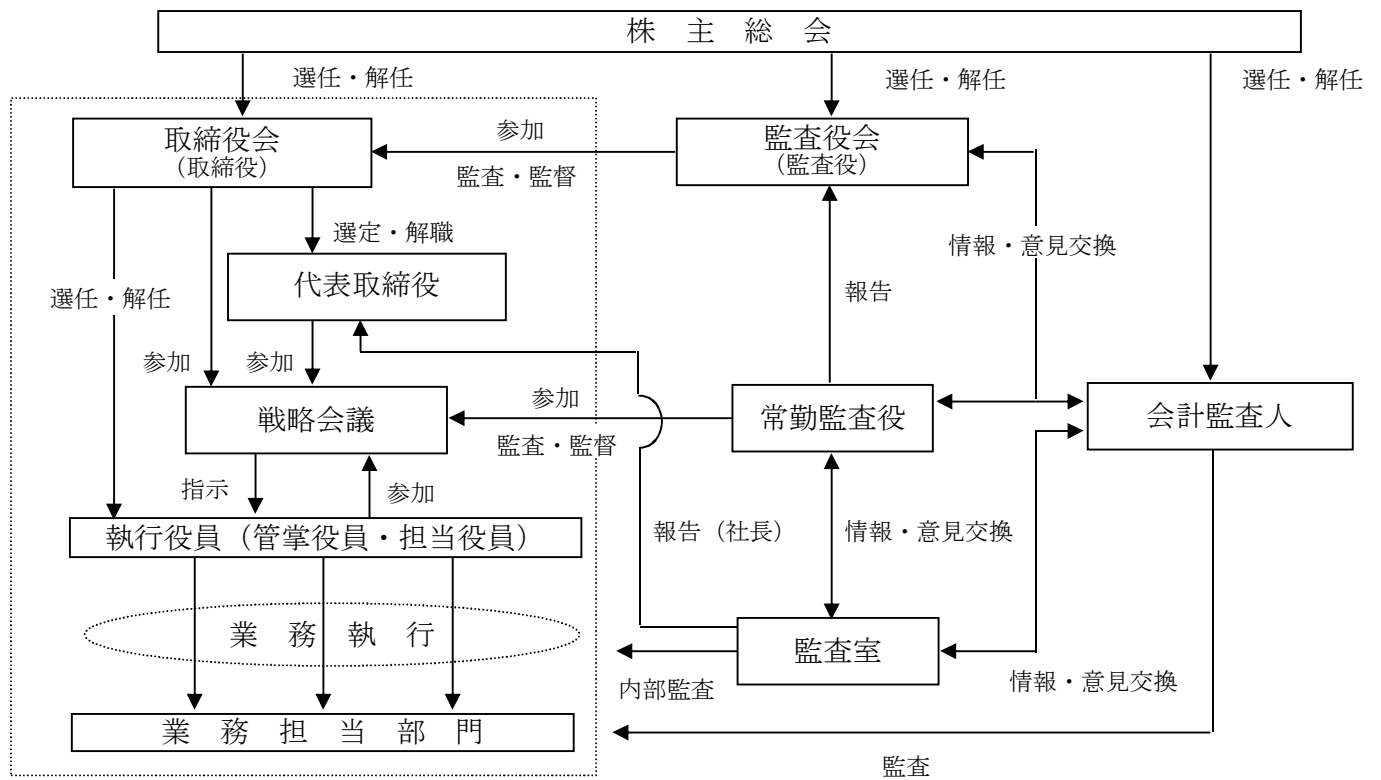 株 主 総 会
選任・解任
選任・解任
選任・解任
取締役会
（取締役）
参加
監査・監督
監査役会
（監査役）
選定・解職
情報・意見交換
代表取締役
選任・解任
報告
参加
参加
戦略会議
参加
監査・監督
常勤監査役
会計監査人
指示
参加
執行役員（管掌役員・担当役員）
報告（社長）
情報・意見交換
業 務 執 行
監査室
内部監査
情報・意見交換
業 務 担 当 部 門
監査